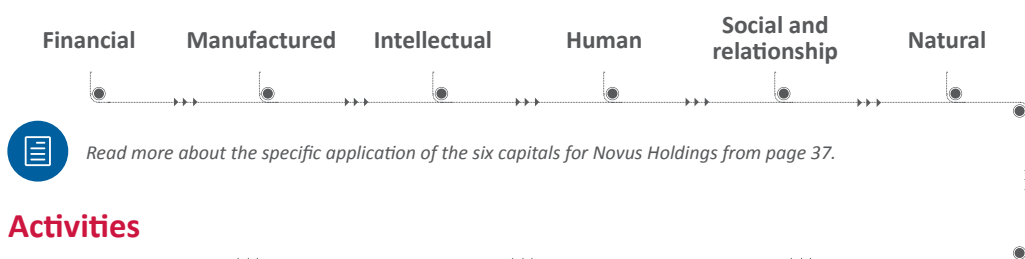 Financial Manufactured Intellectual Human Social and relationship Natural
Read more about the specific application of the six capitals for Novus Holdings from page 37.
Activities